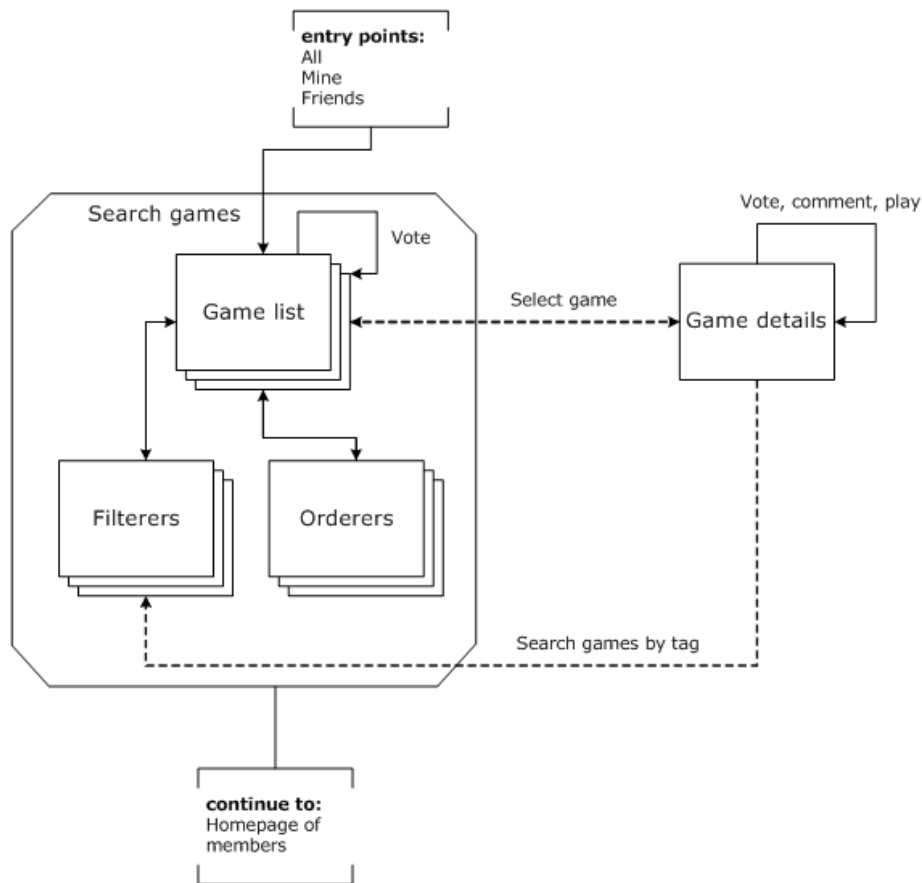 entry points:
All
Mine
Friends
Search games
Vote
Vote, comment, play
Game list
Select game
Game details
Filterers
Orderers
Search games by tag
continue to:
Homepage of
members